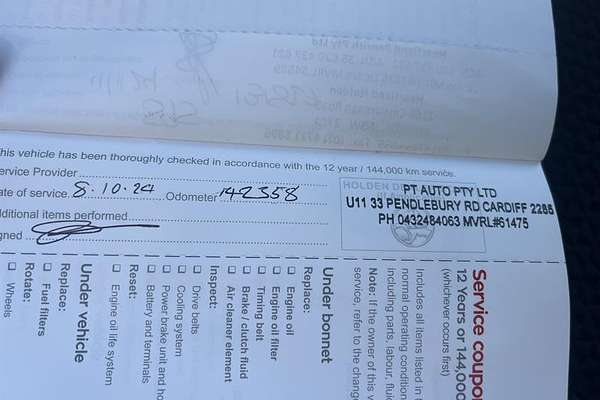 This vehicle has been thoroughly checked in accordance with the 12 year / 144,000 km service.
Service Provider
ate of service 8.10.24 Odometer 142358
dditional items performed
gned
HOLDEN DE
PT AUTO PTY LTD
U11 33 PENDLEBURY RD CARDIFF 2285
PH 0432484063 MVRL#61475
Service coupon
12 Years or 144,000
(whichever occurs first)
Includes all items listed in t
normal operating condition
including parts, labour, flui
Note: If the owner of this v
service, refer to the change
Under bonnet
Replace:
Engine oil
Engine oil filter
Timing belt
Brake / clutch fluid
Air cleaner element
Inspect:
Drive belts
Cooling system
Power brake unit and ho
Battery and terminals
Reset:
Engine oil life system
Under vehicle
Replace:
Fuel filters
Rotate:
Wheels